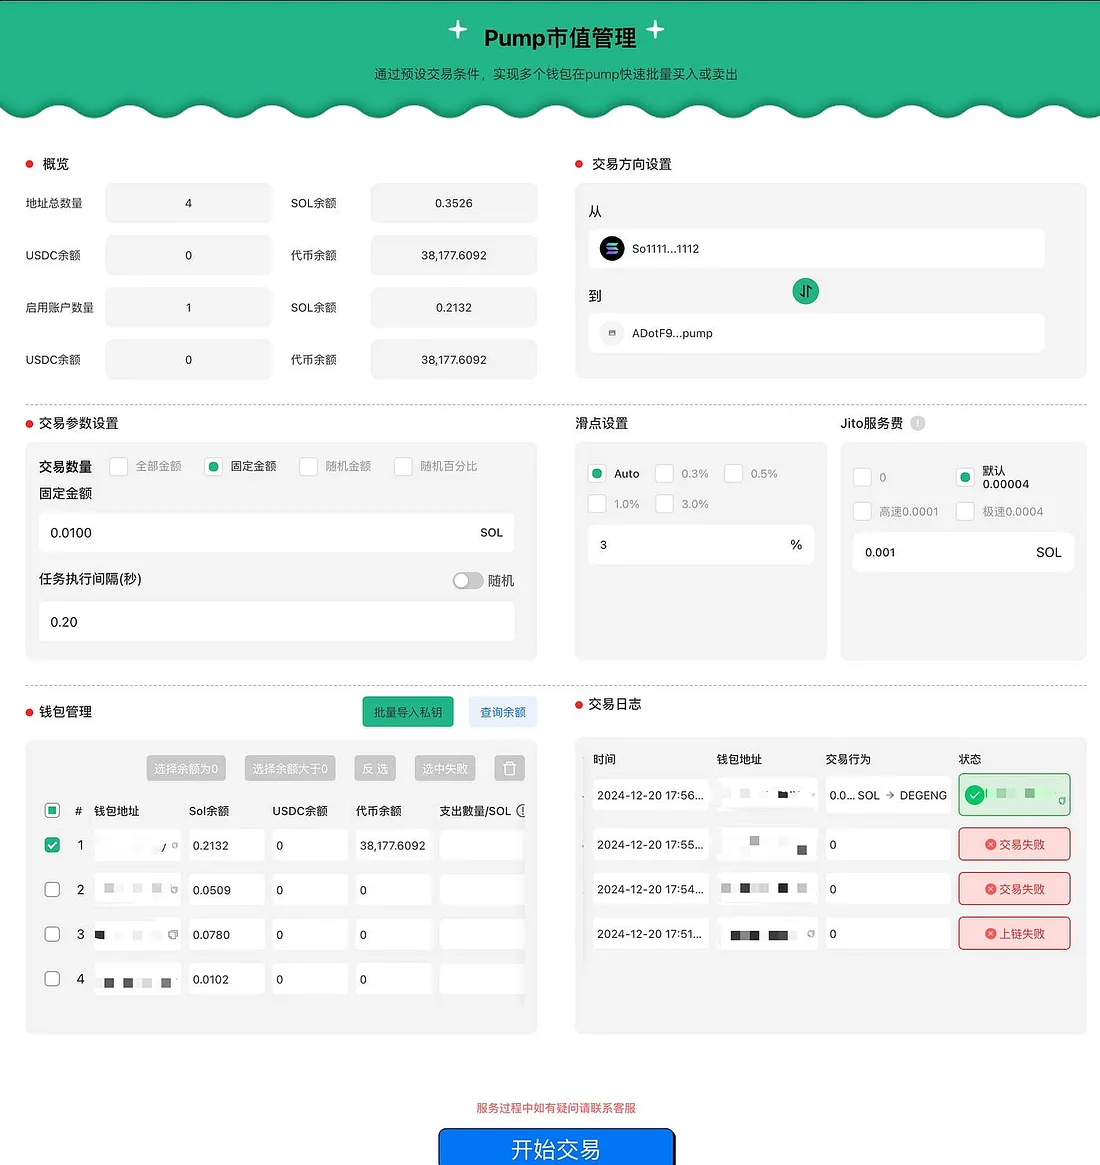 Pump市值管理
通过预设交易条件，实现多个钱包在pump快速批量买入或卖出
概览
地址总数量 4 SOL余额 0.3526
USDC余额 0 代币余额 38,177.6092
启用账户数量 1 SOL余额 0.2132
USDC余额 0 代币余额 38,177.6092
交易方向设置
从
So1111...1112
到
ADotF9...pump
交易参数设置
交易数量 全部金额 固定金额 随机金额 随机百分比
固定金额
0.0100 SOL
任务执行间隔(秒) 随机
0.20
滑点设置
Auto 0.3% 0.5%
1.0% 3.0%
3 %
Jito服务费
0 默认
0.00004
高速0.0001 极速0.0004
0.001 SOL
钱包管理 批量导入私钥 查询余额
选择余额为0 选择余额大于0 反 选 选中失败
# 钱包地址 Sol余额 USDC余额 代币余额 支出數量/SOL
1 0.2132 0 38,177.6092
2 0.0509 0 0
3 0.0780 0 0
4 0.0102 0 0
交易日志
时间 钱包地址 交易行为 状态
2024-12-20 17:56... 0.0... SOL → DEGENG
2024-12-20 17:55... 0 交易失败
2024-12-20 17:54... 0 交易失败
2024-12-20 17:51... 0 上链失败
服务过程中如有疑问请联系客服
开始交易